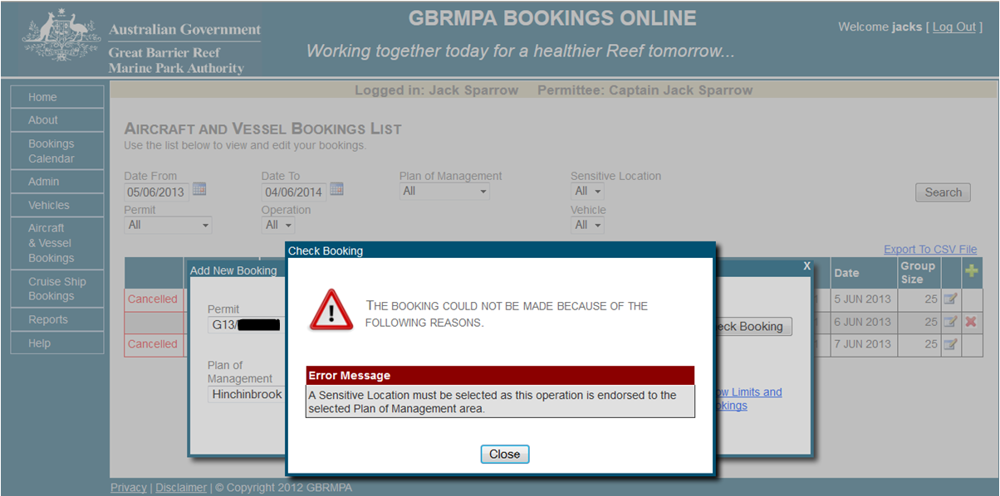 Australian Government
Great Barrier Reef
Marine Park Authority
GBRMPA BOOKINGS ONLINE
Working together today for a healthier Reef tomorrow...
Welcome jacks [ Log Out ]
Home
About
Bookings
Calendar
Admin
Vehicles
Aircraft
& Vessel
Bookings
Cruise Ship
Bookings
Reports
Help
Logged in: Jack Sparrow Permittee: Captain Jack Sparrow
AIRCRAFT AND VESSEL BOOKINGS LIST
Use the list below to view and edit your bookings.
Date From Date To Plan of Management Sensitive Location
05/06/2013 04/06/2014 All All Search
Permit Operation Vehicle
All All All
Export To CSV File
Date Group
Size
Cancelled 5 JUN 2013 25
6 JUN 2013 25
Cancelled 7 JUN 2013 25
Add New Booking X
Permit
G13/
eck Booking
Plan of
Management
Hinchinbrook
ow Limits and
okings
Check Booking
THE BOOKING COULD NOT BE MADE BECAUSE OF THE
FOLLOWING REASONS.
Error Message
A Sensitive Location must be selected as this operation is endorsed to the
selected Plan of Management area.
Close
Privacy | Disclaimer | © Copyright 2012 GBRMPA